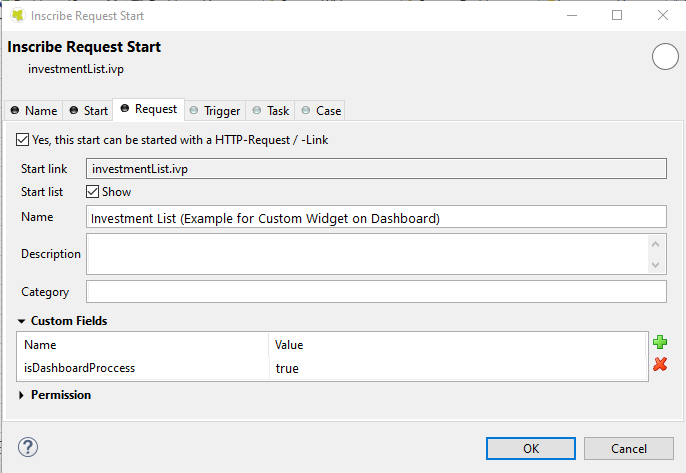 Inscribe Request Start
Inscribe Request Start
investmentList.ivp
Name Start Request Trigger Task Case
Yes, this start can be started with a HTTP-Request / -Link
Start link investmentList.ivp
Start list Show
Name Investment List (Example for Custom Widget on Dashboard)
Description
Category
Custom Fields
Name Value
isDashboardProccess true
Permission
OK Cancel